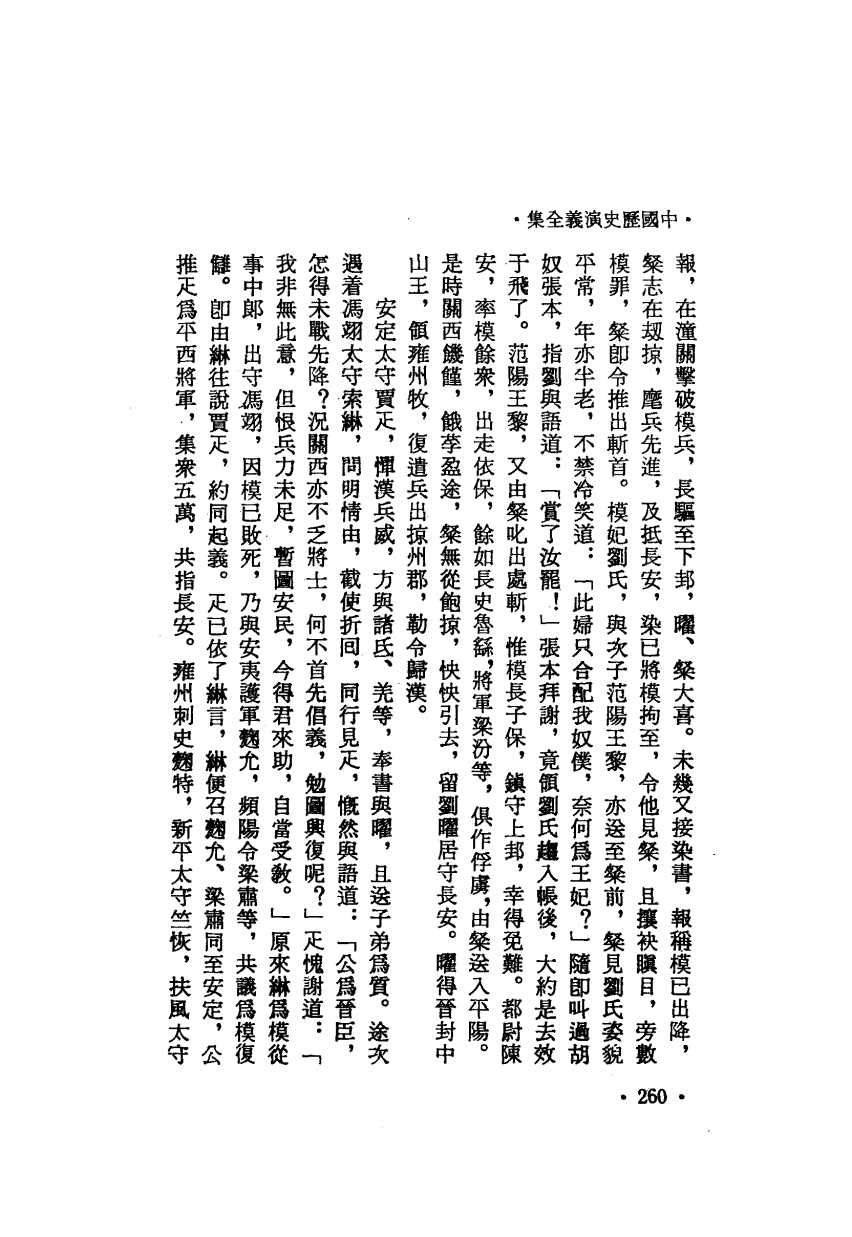 ·中國歷史演義全集·
報，在潼關擊破模兵，長驅至下邽，曜、粲大喜。未幾又接染書，報稱模已出降，
粲志在刼掠，麾兵先進，及抵長安，染已將模拘至，令他見粲，且攘袂瞋目，旁數
模罪，粲卽令推出斬首。模妃劉氏，與次子范陽王黎，亦送至粲前，粲見劉氏姿貌
平常，年亦半老，不禁冷笑道：「此婦只合配我奴僕，奈何爲王妃？」隨卽叫過胡
奴張本，指劉與語道：「賞了汝罷！」張本拜謝，竟領劉氏趨入帳後，大約是去效
于飛了。范陽王黎，又由粲叱出處斬，惟模長子保，鎮守上邽，幸得免難。都尉陳
安，率模餘衆，出走依保，餘如長史魯繇，將軍梁汾等，俱作俘虜，由粲送入平陽。
是時關西饑饉，餓莩盈途，粲無從飽掠，怏怏引去，留劉曜居守長安。曜得晉封中
山王，領雍州牧，復遣兵出掠州郡，勒令歸漢。
安定太守賈疋，憚漢兵威，方與諸氐、羌等，奉書與曜，且送子弟爲質。途次
遇着馮翊太守索綝，問明情由，截使折回，同行見疋，慨然與語道：「公爲晉臣，
怎得未戰先降？況關西亦不乏將士，何不首先倡義，勉圖興復呢？」疋愧謝道：「
我非無此意，但恨兵力未足，暫圖安民，今得君來助，自當受敎。」原來綝爲模從
事中郎，出守馮翊，因模已敗死，乃與安夷護軍麴允，頻陽令梁肅等，共議爲模復
讎。卽由綝往說賈疋，約同起義。疋已依了綝言，綝便召麴允、梁肅同至安定，公
推疋爲平西將軍，集衆五萬，共指長安。雍州刺史麴特，新平太守竺恢，扶風太守
·260·